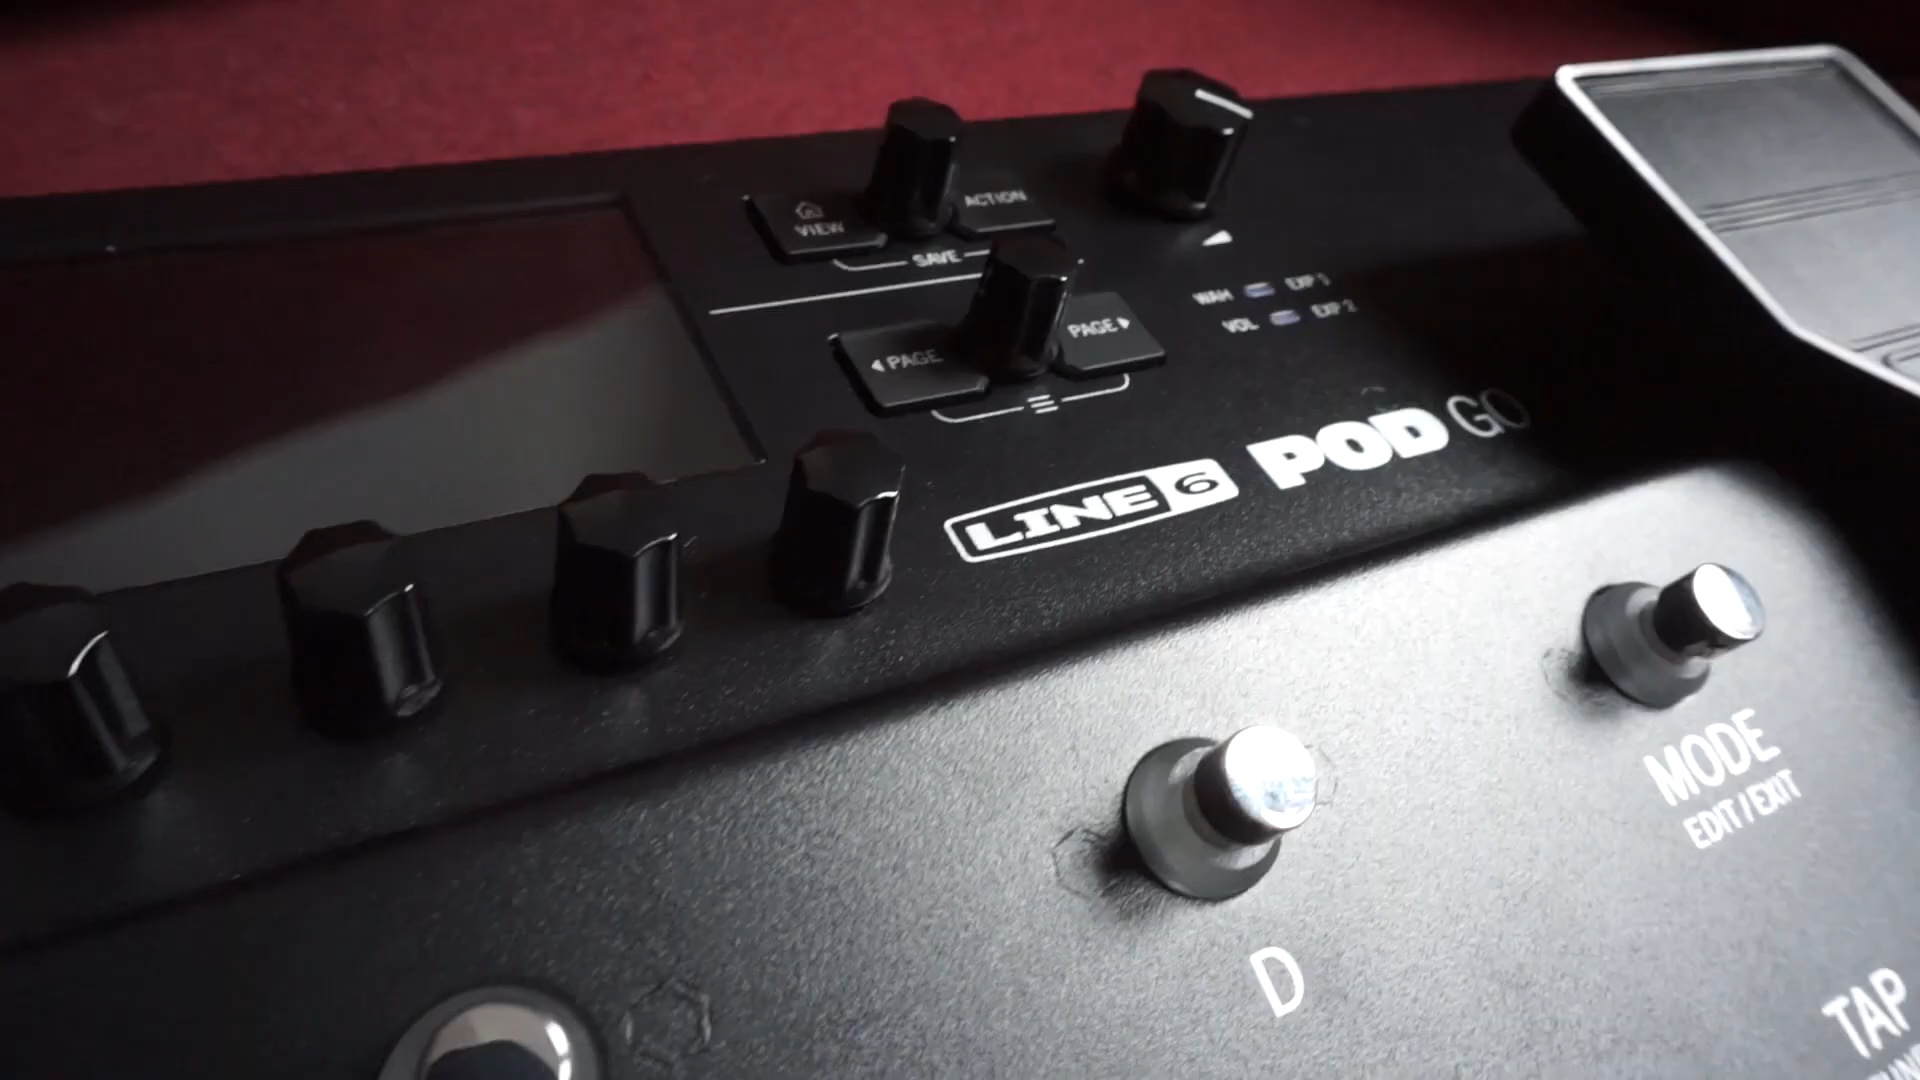 VIEW
ACTION
SAVE
PAGE
PAGE
WAH EXP 1
VOL EXP 2
LINE 6 POD GO
MODE
EDIT/EXIT
D
TAP